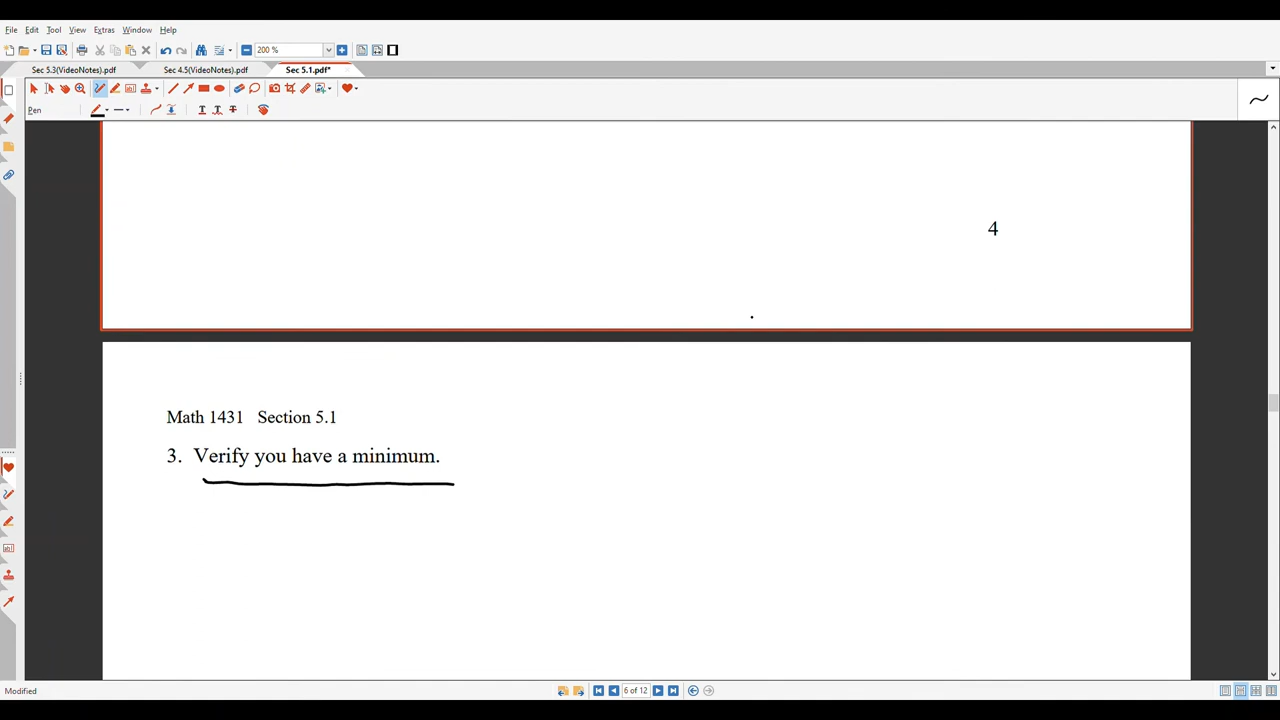 File Edit Tool View Extras Window Help
200 %
Sec 5.3(VideoNotes).pdf Sec 4.5(VideoNotes).pdf Sec 5.1.pdf*
Pen
4
Math 1431 Section 5.1
3. Verify you have a minimum.
Modified
6 of 12